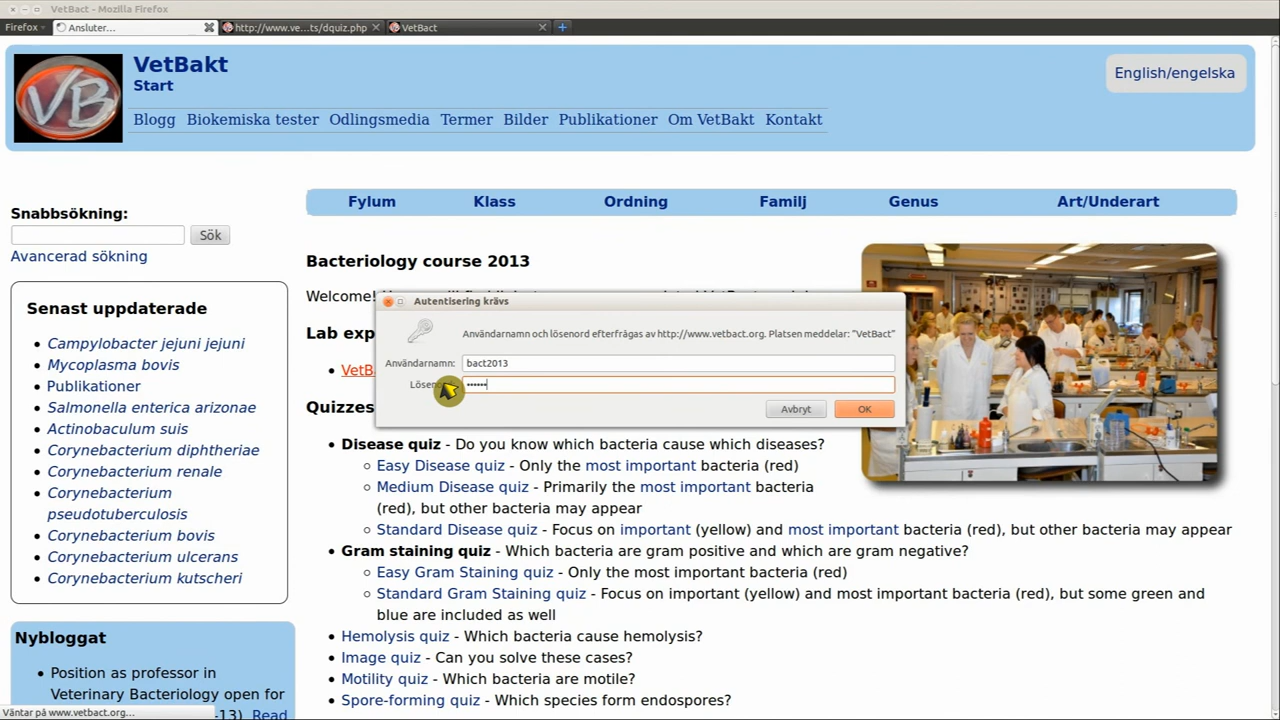 VetBact - Mozilla Firefox
Firefox Ansluter... http://www.ve...ts/dquiz.php VetBact
VetBakt
Start
English/engelska
Blogg Biokemiska tester Odlingsmedia Termer Bilder Publikationer Om VetBakt Kontakt
VB
Fylum Klass Ordning Familj Genus Art/Underart
Snabbsökning:
Sök
Avancerad sökning
Senast uppdaterade
Campylobacter jejuni jejuni
Mycoplasma bovis
Publikationer
Salmonella enterica arizonae
Actinobaculum suis
Corynebacterium diphtheriae
Corynebacterium renale
Corynebacterium
pseudotuberculosis
Corynebacterium bovis
Corynebacterium ulcerans
Corynebacterium kutscheri
Nybloggat
Position as professor in
Veterinary Bacteriology open for
-13). Read
Bacteriology course 2013
Welcome!
Lab exp
VetB
Autentisering krävs
Användarnamn och lösenord efterfrågas av http://www.vetbact.org. Platsen meddelar: "VetBact"
Användarnamn: bact2013
Löseno ••••••
Avbryt OK
Quizzes
Disease quiz - Do you know which bacteria cause which diseases?
Easy Disease quiz - Only the most important bacteria (red)
Medium Disease quiz - Primarily the most important bacteria
(red), but other bacteria may appear
Standard Disease quiz - Focus on important (yellow) and most important bacteria (red), but other bacteria may appear
Gram staining quiz - Which bacteria are gram positive and which are gram negative?
Easy Gram Staining quiz - Only the most important bacteria (red)
Standard Gram Staining quiz - Focus on important (yellow) and most important bacteria (red), but some green and
blue are included as well
Hemolysis quiz - Which bacteria cause hemolysis?
Image quiz - Can you solve these cases?
Motility quiz - Which bacteria are motile?
Spore-forming quiz - Which species form endospores?
Väntar på www.vetbact.org...